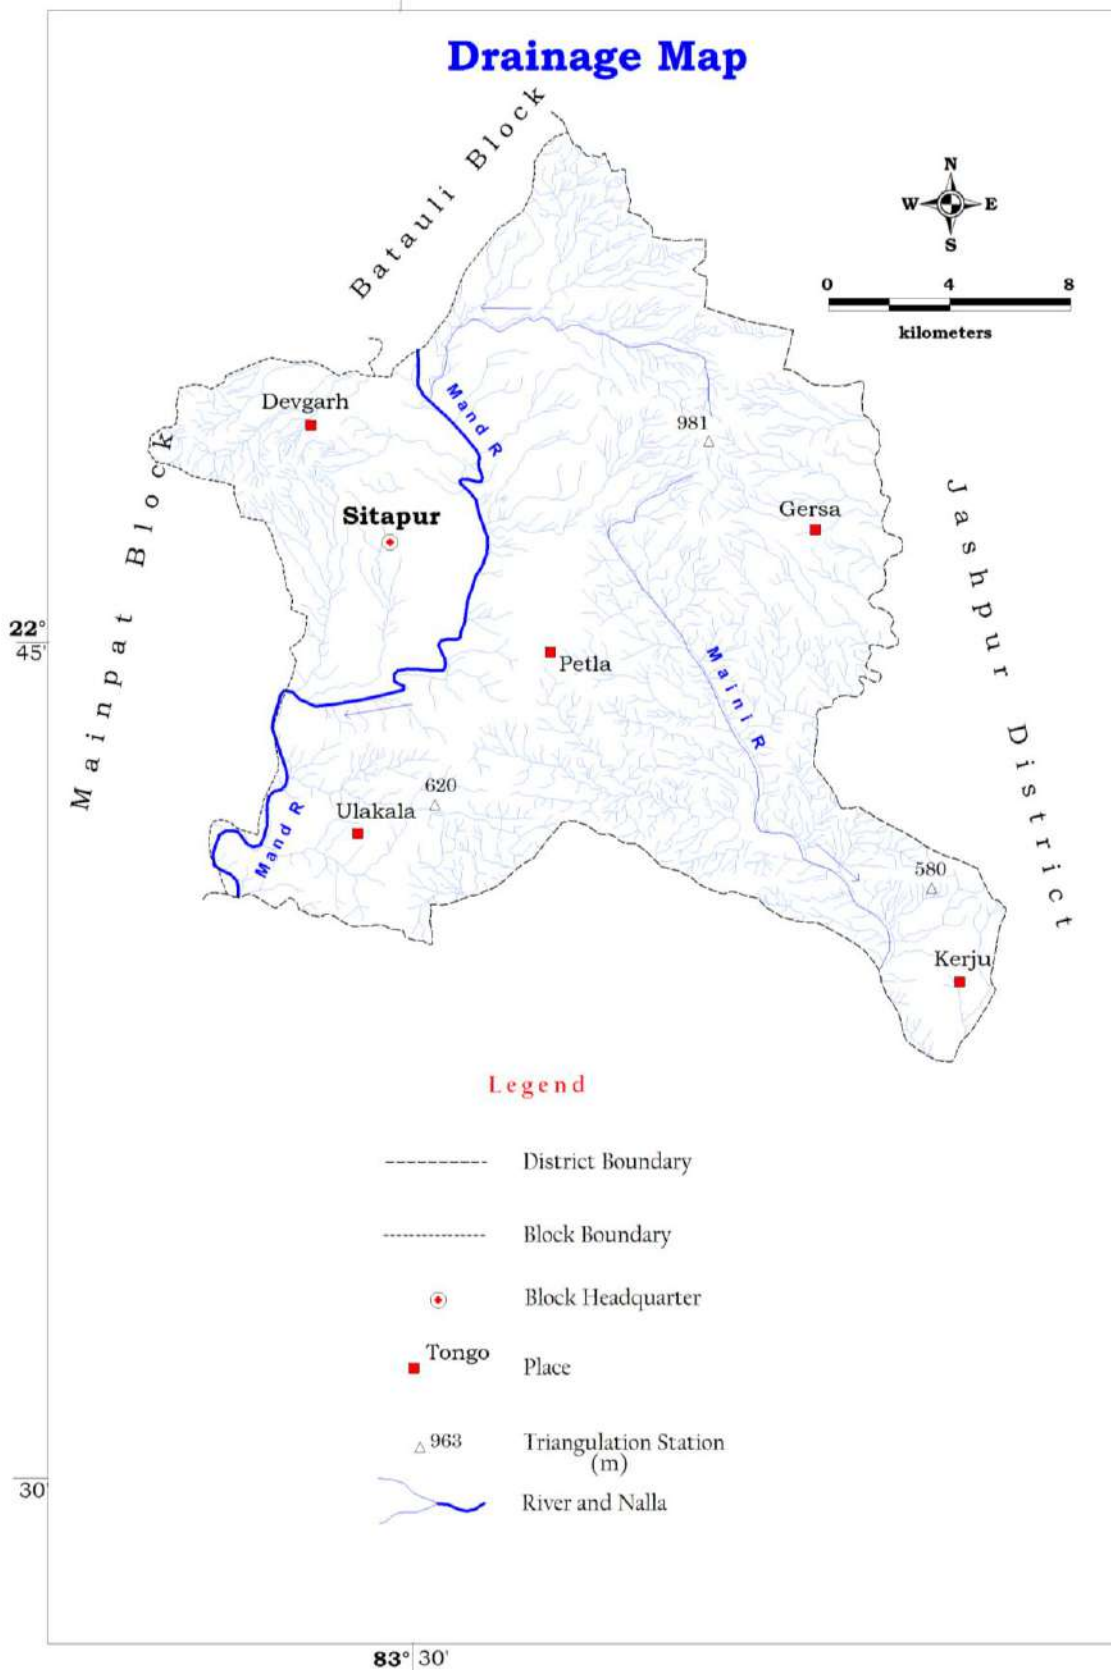 Drainage Map
Batauli Block
N
W E
S
0 4 8
kilometers
Devgarh
Mand R
981
Mainpat Block
Sitapur
Gersa
Jashpur District
22°
45'
Petla
Maini R
620
Ulakala
Mand R
580
Kerju
Legend
District Boundary
Block Boundary
Block Headquarter
Tongo
Place
963
Triangulation Station
(m)
River and Nalla
30'
83° 30'